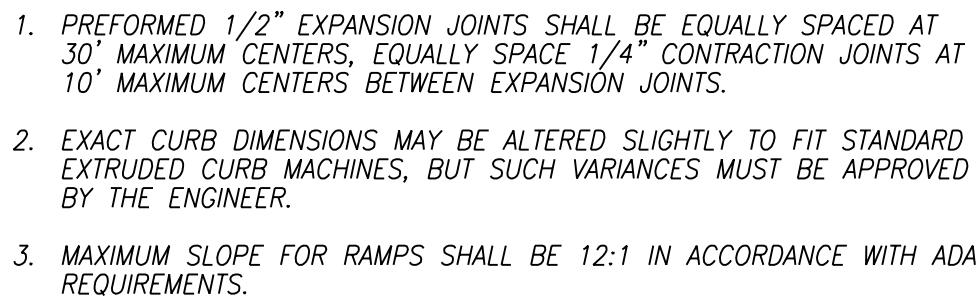 1. PREFORMED 1/2" EXPANSION JOINTS SHALL BE EQUALLY SPACED AT
30' MAXIMUM CENTERS, EQUALLY SPACE 1/4" CONTRACTION JOINTS AT
10' MAXIMUM CENTERS BETWEEN EXPANSION JOINTS.
2. EXACT CURB DIMENSIONS MAY BE ALTERED SLIGHTLY TO FIT STANDARD
EXTRUDED CURB MACHINES, BUT SUCH VARIANCES MUST BE APPROVED
BY THE ENGINEER.
3. MAXIMUM SLOPE FOR RAMPS SHALL BE 12:1 IN ACCORDANCE WITH ADA
REQUIREMENTS.